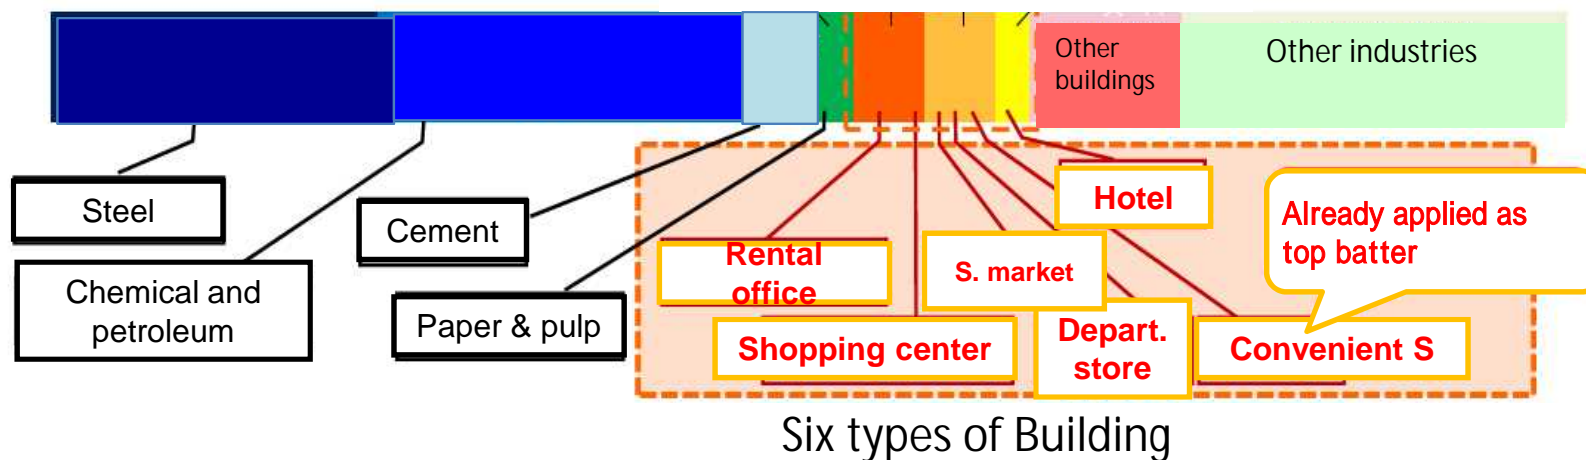 Other
buildings
Other industries
Steel
Chemical and
petroleum
Cement
Paper & pulp
Rental
office
Shopping center
S. market
Depart.
store
Hotel
Convenient S
Already applied as
top batter
Six types of Building